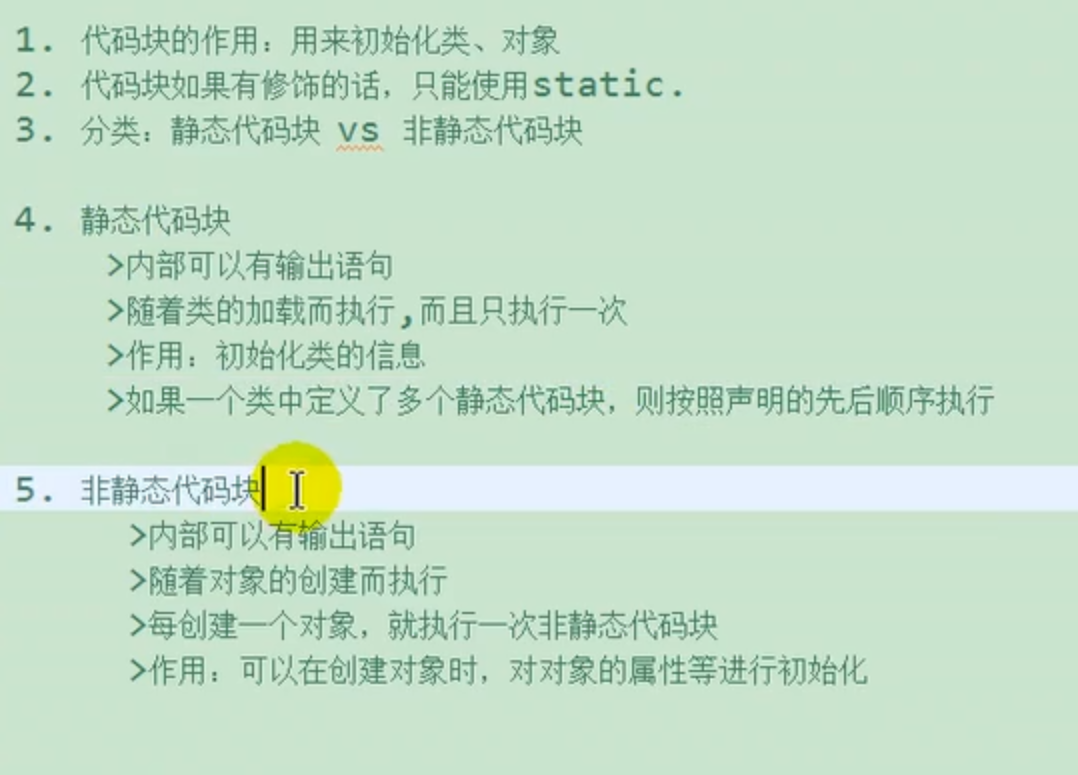 1. 代码块的作用：用来初始化类、对象
2. 代码块如果有修饰的话，只能使用static.
3. 分类：静态代码块 vs 非静态代码块
4. 静态代码块
>内部可以有输出语句
>随着类的加载而执行,而且只执行一次
>作用：初始化类的信息
>如果一个类中定义了多个静态代码块，则按照声明的先后顺序执行
5. 非静态代码块
>内部可以有输出语句
>随着对象的创建而执行
>每创建一个对象，就执行一次非静态代码块
>作用：可以在创建对象时，对对象的属性等进行初始化